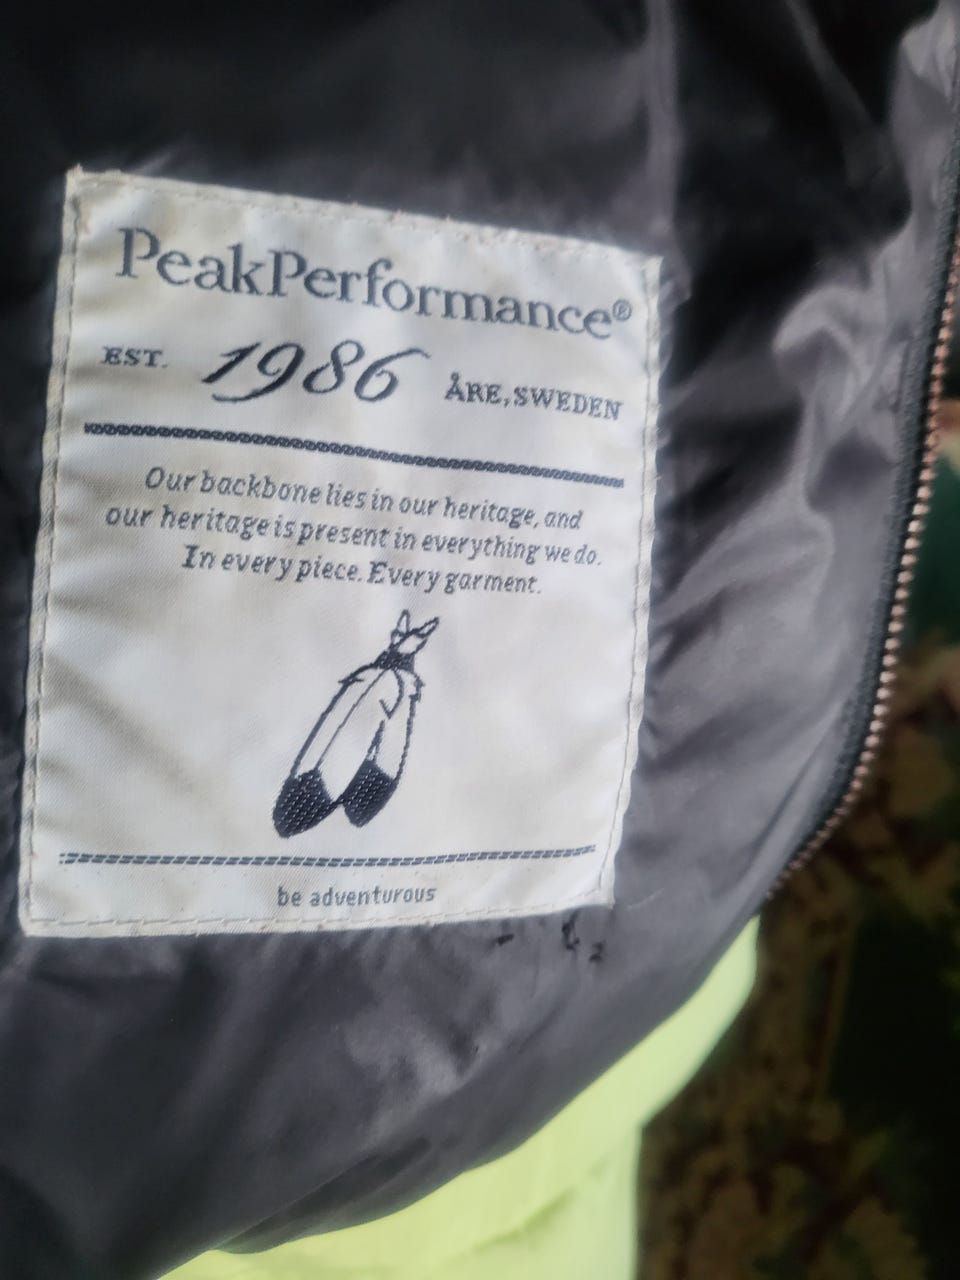 PeakPerformance®
EST. 1986 ÅRE, SWEDEN
Our backbone lies in our heritage, and
our heritage is present in everything we do.
In every piece. Every garment.
be adventurous